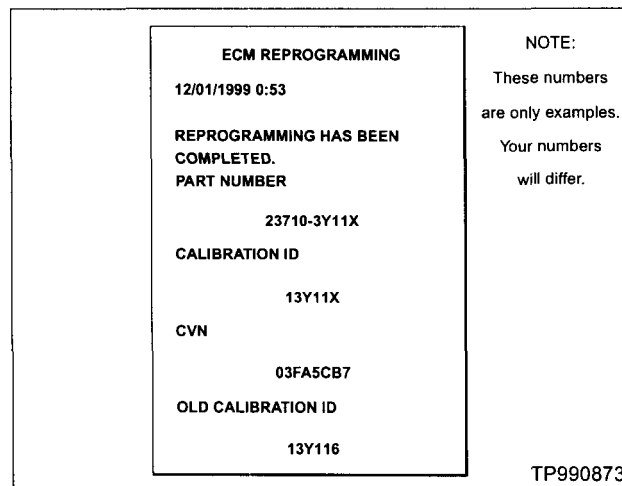 ECM REPROGRAMMING
12/01/1999 0:53
REPROGRAMMING HAS BEEN
COMPLETED.
PART NUMBER
23710-3Y11X
CALIBRATION ID
13Y11X
CVN
03FA5CB7
OLD CALIBRATION ID
13Y116
NOTE:
These numbers
are only examples.
Your numbers
will differ.
TP990873